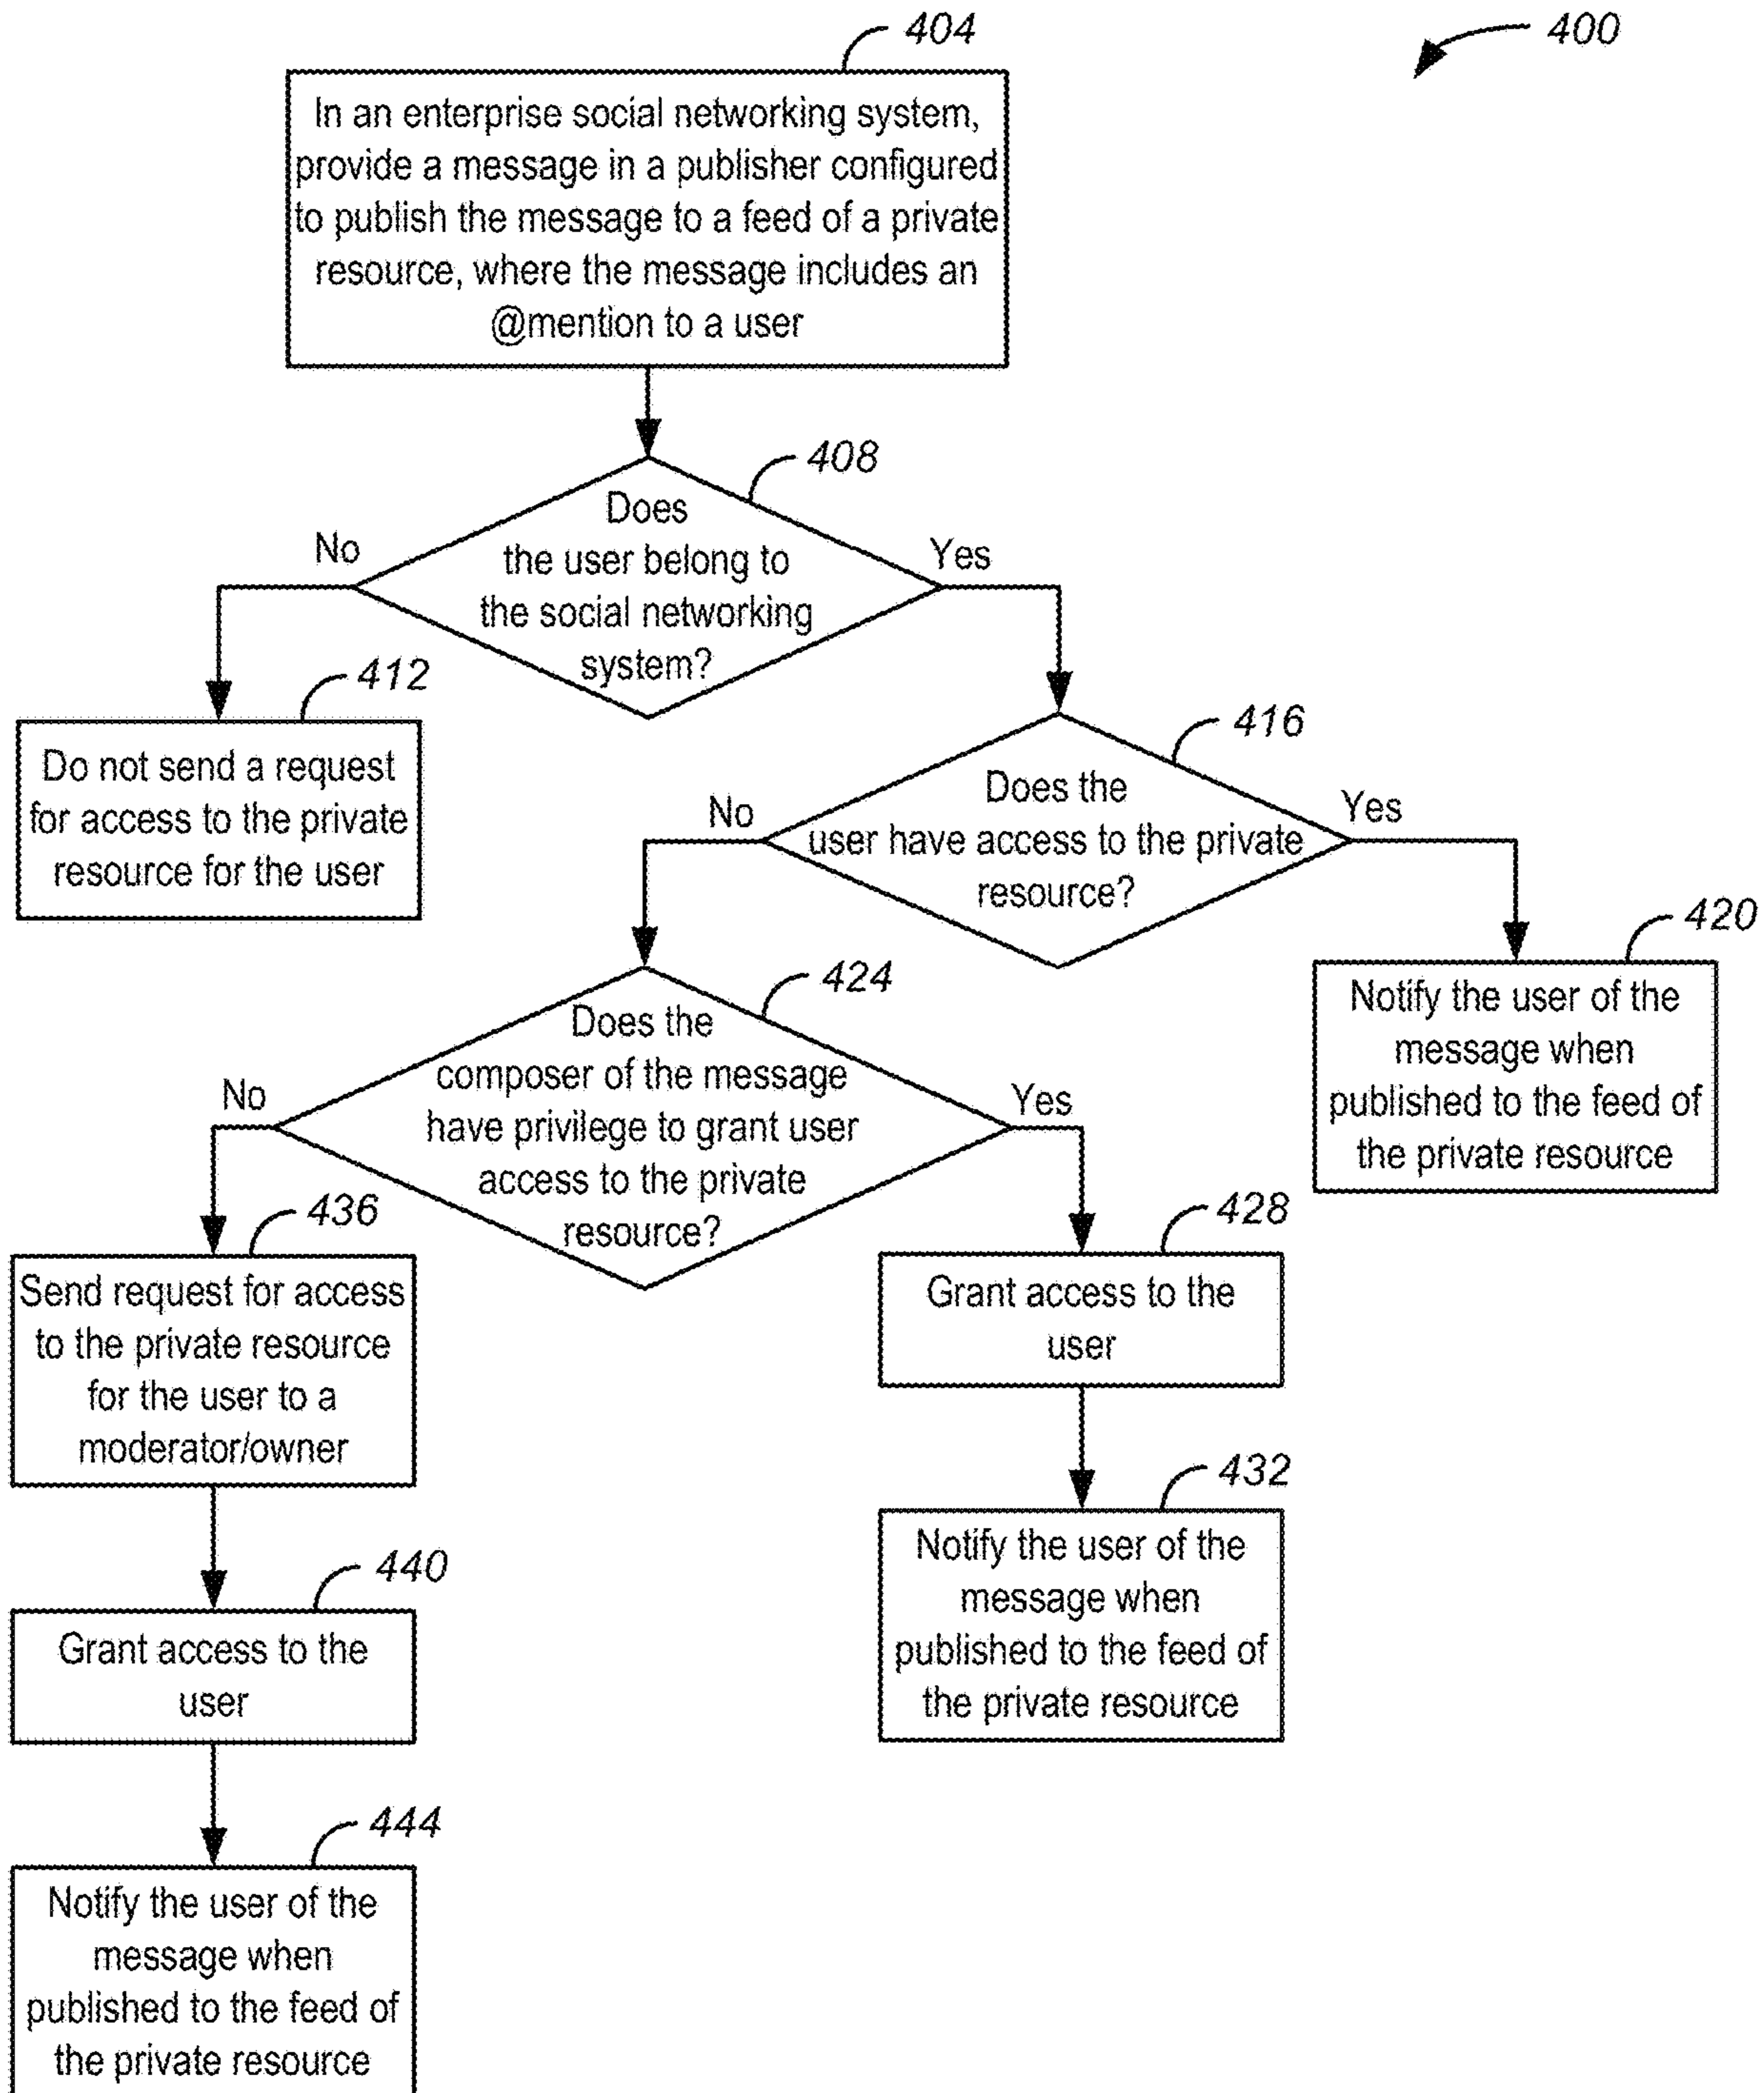 404
400
In an enterprise social networking system,
provide a message in a publisher configured
to publish the message to a feed of a private
resource, where the message includes an
@mention to a user
408
Does
the user belong to
the social networking
system?
No
Yes
412
Do not send a request
for access to the private
resource for the user
416
Does the
user have access to the private
resource?
No
Yes
420
Notify the user of the
message when
published to the feed of
the private resource
424
Does the
composer of the message
have privilege to grant user
access to the private
resource?
No
Yes
436
Send request for access
to the private resource
for the user to a
moderator/owner
428
Grant access to the
user
432
Notify the user of the
message when
published to the feed of
the private resource
440
Grant access to the
user
444
Notify the user of the
message when
published to the feed of
the private resource